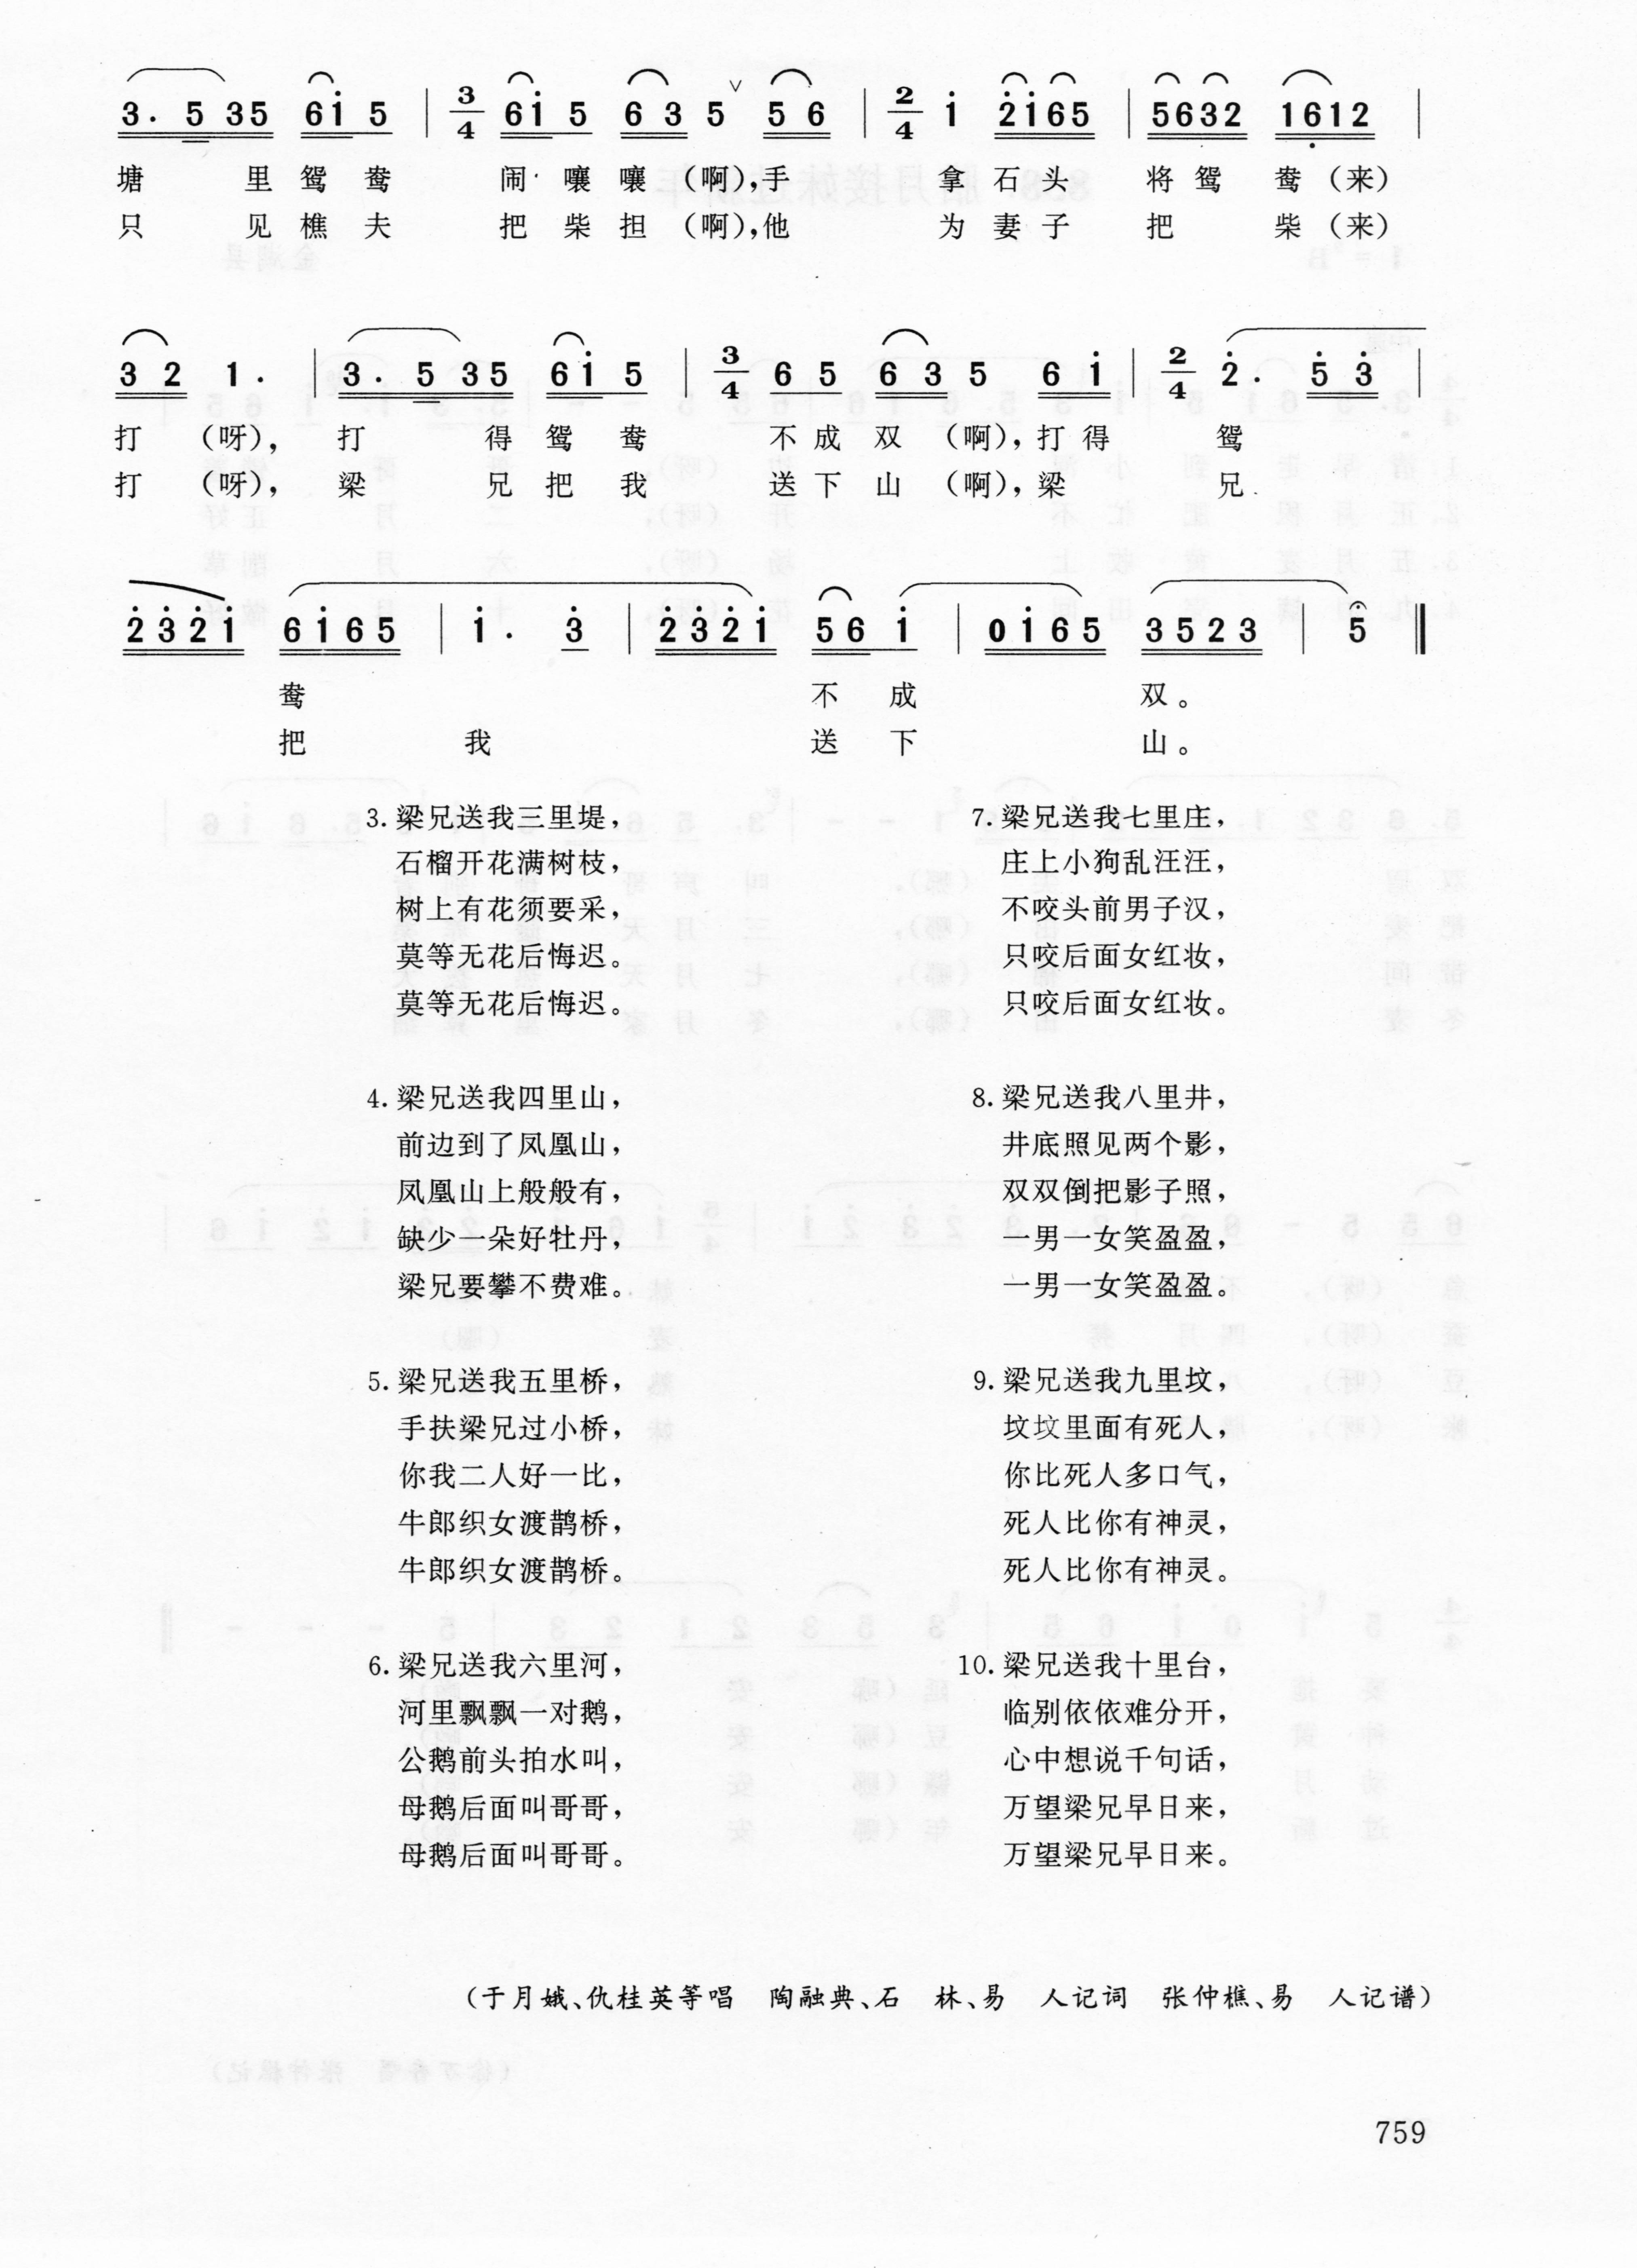 3. 5 35 6i 5 | 3/4 6i 5 6 3 5 ∨ 5 6 | 2/4 i 2i65 | 5632 1612 |
塘 里 鸳 鸯 闹 嚷 嚷 (啊),手 拿 石 头 将 鸳 鸯 (来)
只 见 樵 夫 把 柴 担 (啊),他 为 妻 子 把 柴 (来)
3 2 1. | 3. 5 35 6i 5 | 3/4 6 5 6 3 5 6 i | 2/4 2. 5 3 |
打 (呀), 打 得 鸳 鸯 不 成 双 (啊),打 得 鸳
打 (呀), 梁 兄 把 我 送 下 山 (啊),梁 兄
2 3 2 i 6 i 6 5 | i. 3 | 2 3 2 i 5 6 i | 0 i 6 5 3 5 2 3 | 5 ‖
鸯 不 成 双。
把 我 送 下 山。
3. 梁兄送我三里堤,
石榴开花满树枝,
树上有花须要采,
莫等无花后悔迟。
莫等无花后悔迟。
4. 梁兄送我四里山,
前边到了凤凰山,
凤凰山上般般有,
缺少一朵好牡丹,
梁兄要攀不费难。
5. 梁兄送我五里桥,
手扶梁兄过小桥,
你我二人好一比,
牛郎织女渡鹊桥,
牛郎织女渡鹊桥。
6. 梁兄送我六里河,
河里飘飘一对鹅,
公鹅前头拍水叫,
母鹅后面叫哥哥,
母鹅后面叫哥哥。
7. 梁兄送我七里庄,
庄上小狗乱汪汪,
不咬头前男子汉,
只咬后面女红妆,
只咬后面女红妆。
8. 梁兄送我八里井,
井底照见两个影,
双双倒把影子照,
一男一女笑盈盈,
一男一女笑盈盈。
9. 梁兄送我九里坟,
坟坟里面有死人,
你比死人多口气,
死人比你有神灵,
死人比你有神灵。
10. 梁兄送我十里台,
临别依依难分开,
心中想说千句话,
万望梁兄早日来,
万望梁兄早日来。
(于月娥、仇桂英等唱 陶融典、石 林、易 人记词 张仲樵、易 人记谱)
759